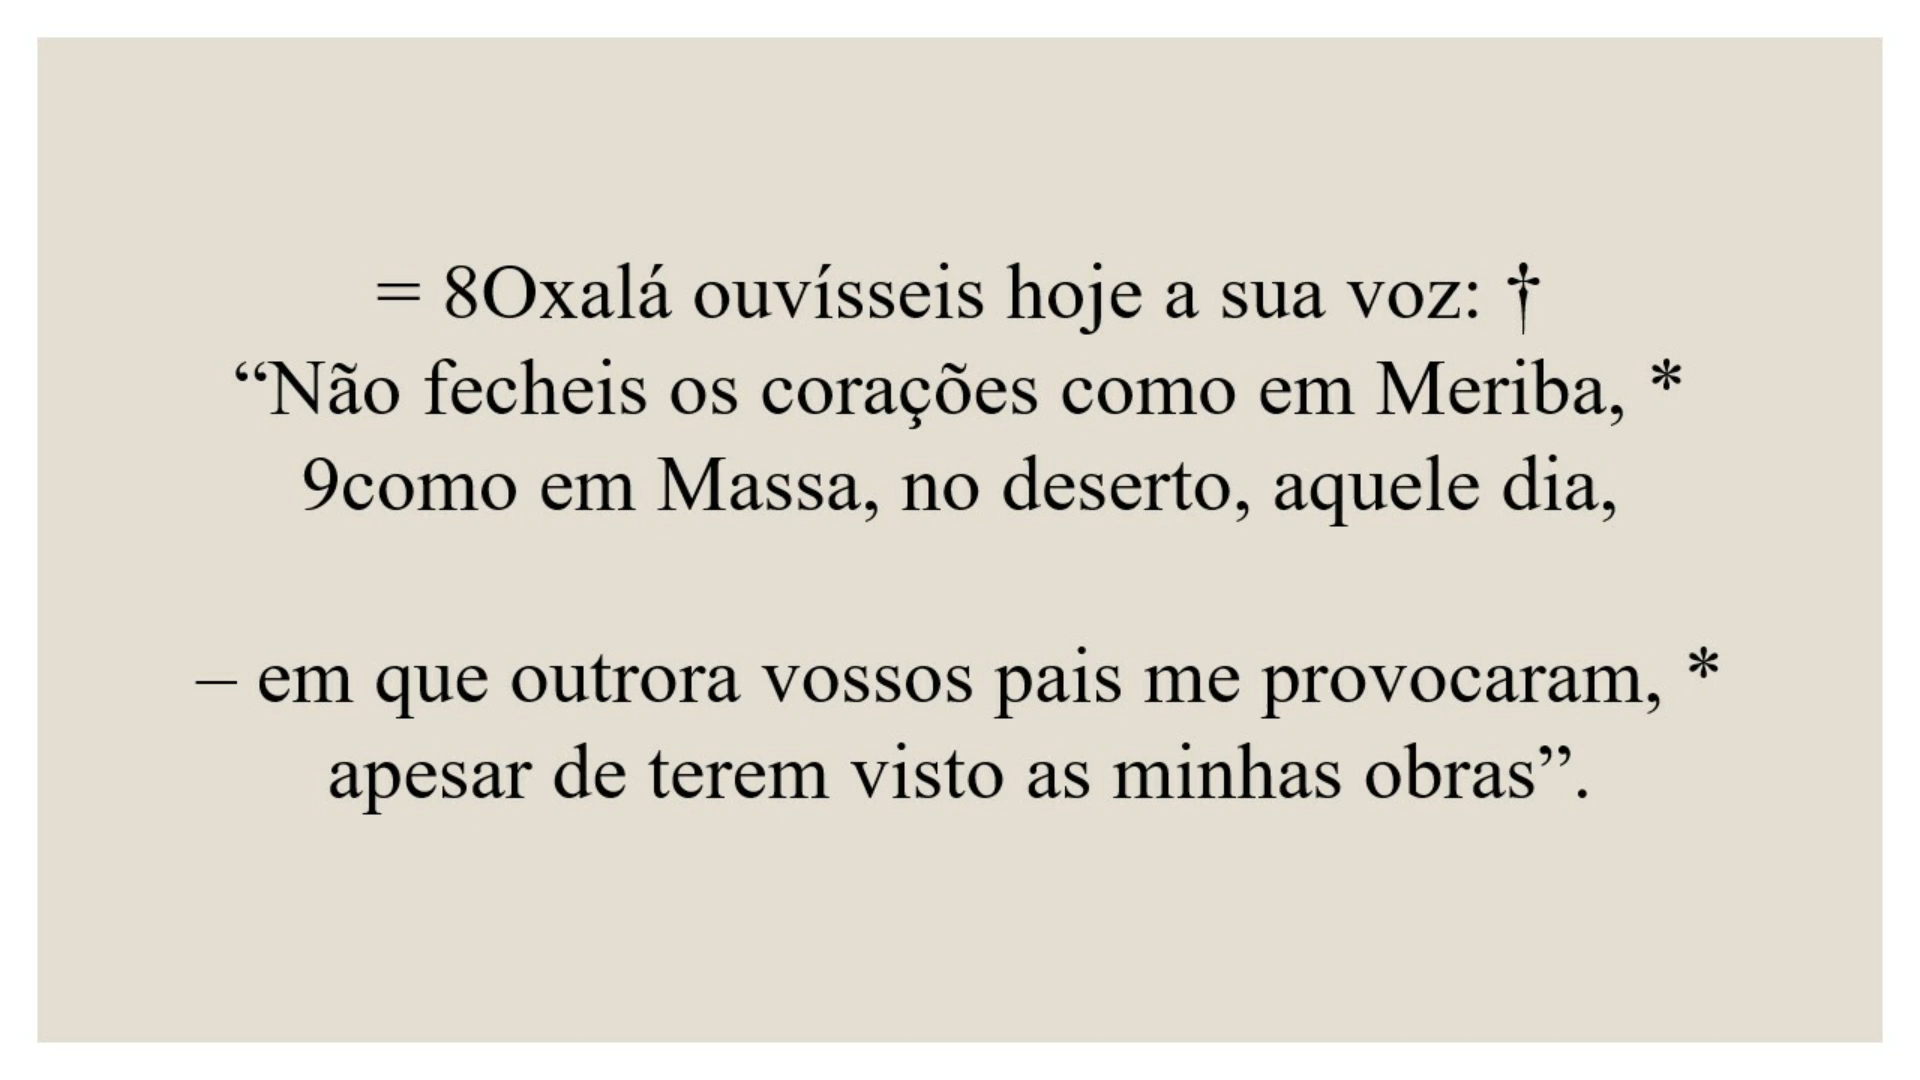 = 8Oxalá ouvísseis hoje a sua voz: †
“Não fecheis os corações como em Meriba, *
9como em Massa, no deserto, aquele dia,
– em que outrora vossos pais me provocaram, *
apesar de terem visto as minhas obras”.